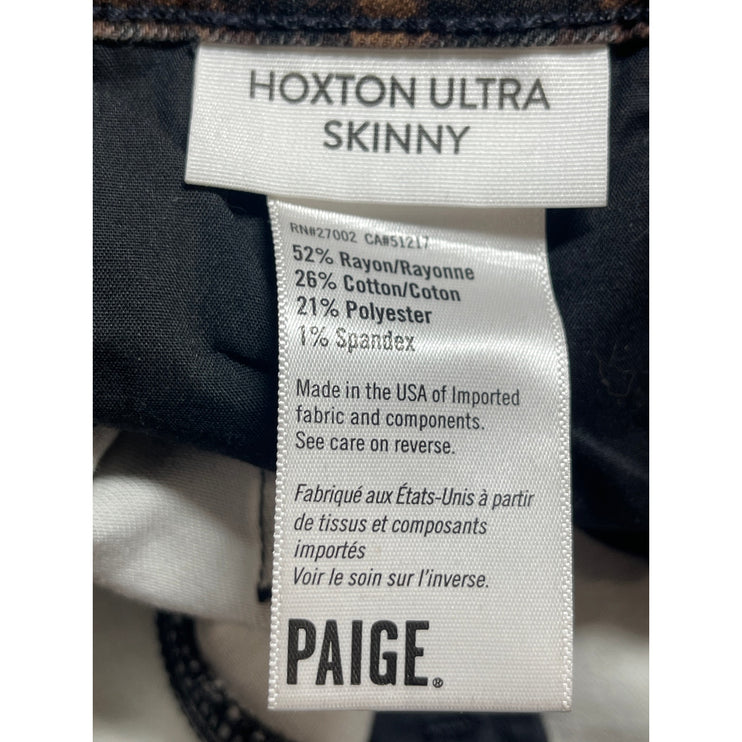 HOXTON ULTRA
SKINNY
RN#27002 CA#51217
52% Rayon/Rayonne
26% Cotton/Coton
21% Polyester
1% Spandex
Made in the USA of Imported
fabric and components.
See care on reverse.
Fabriqué aux États-Unis à partir
de tissus et composants
importés
Voir le soin sur l'inverse.
PAIGE®